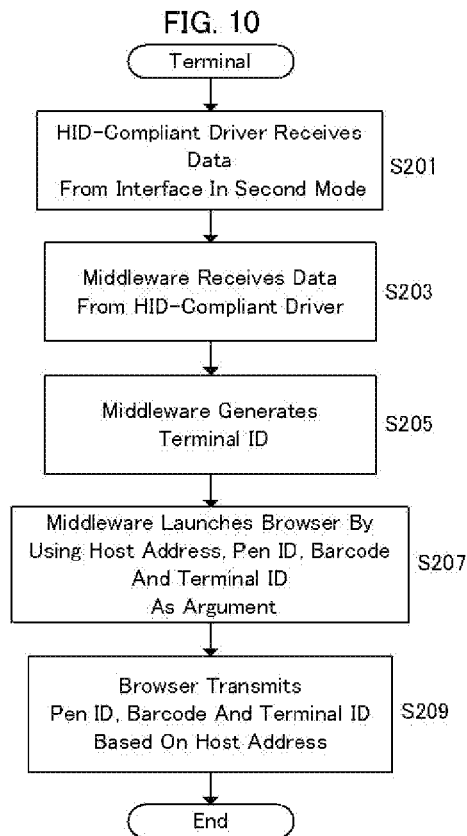 FIG. 10
Terminal
HID-Compliant Driver Receives
Data
From Interface In Second Mode
S201
Middleware Receives Data
From HID-Compliant Driver
S203
Middleware Generates
Terminal ID
S205
Middleware Launches Browser By
Using Host Address, Pen ID, Barcode
And Terminal ID
As Argument
S207
Browser Transmits
Pen ID, Barcode And Terminal ID
Based On Host Address
S209
End